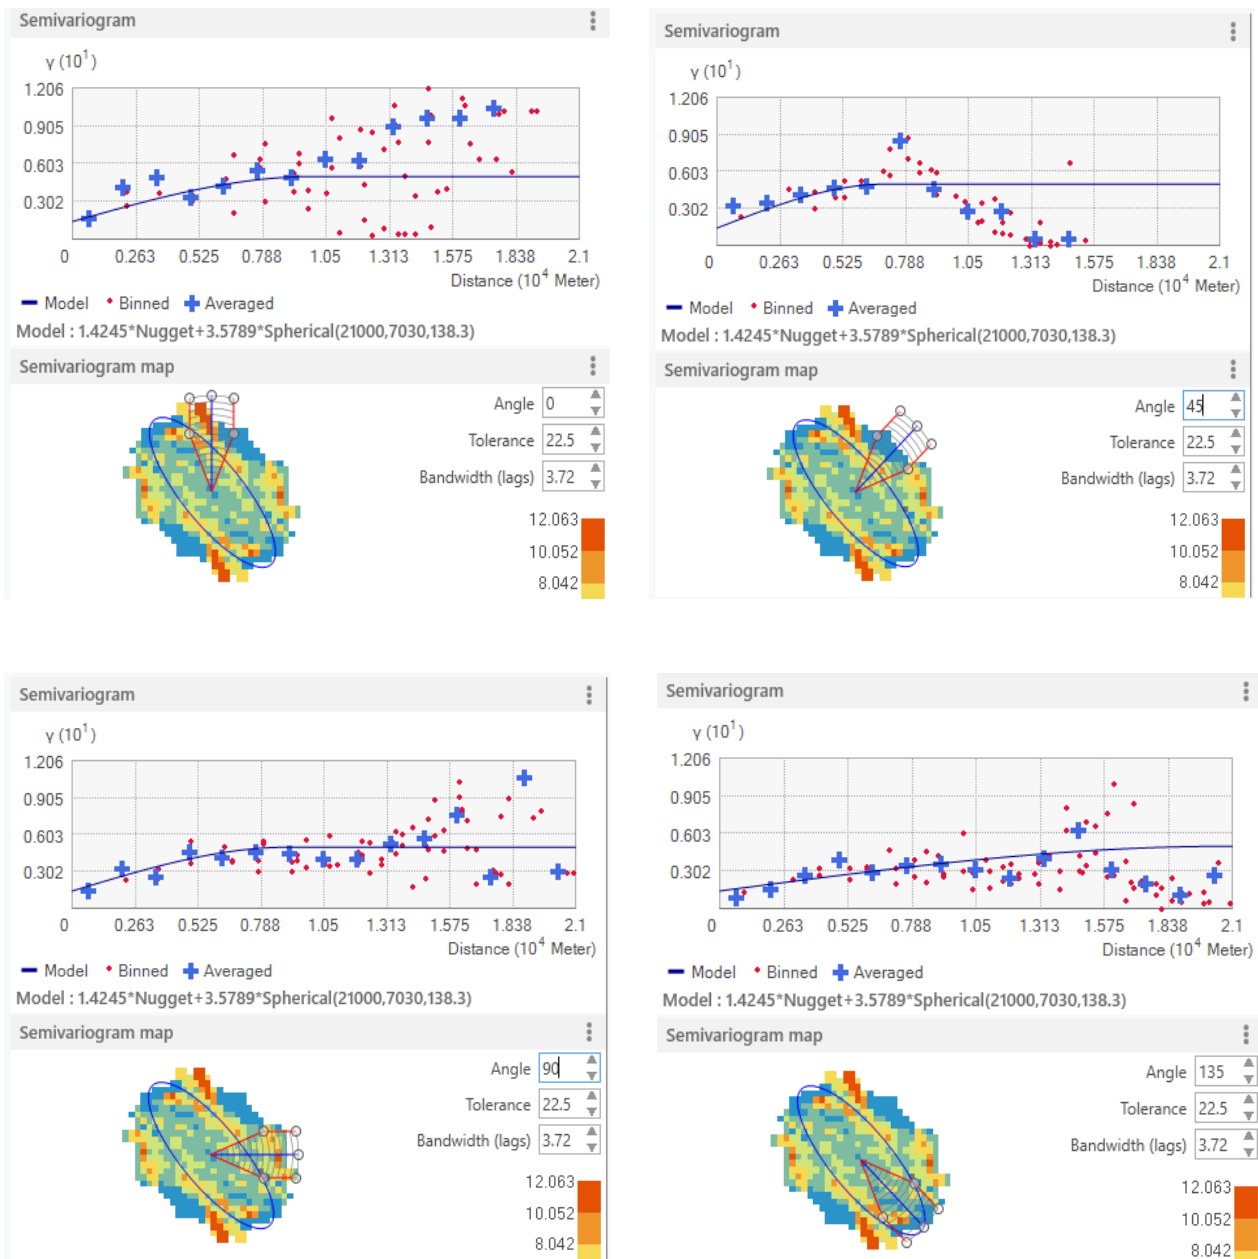 Semivariogram
γ (10¹)
1.206
0.905
0.603
0.302
0 0.263 0.525 0.788 1.05 1.313 1.575 1.838 2.1
Distance (10⁴ Meter)
Model Binned Averaged
Model : 1.4245*Nugget+3.5789*Spherical(21000,7030,138.3)
Semivariogram map
Angle 0
Tolerance 22.5
Bandwidth (lags) 3.72
12.063
10.052
8.042
Semivariogram
γ (10¹)
1.206
0.905
0.603
0.302
0 0.263 0.525 0.788 1.05 1.313 1.575 1.838 2.1
Distance (10⁴ Meter)
Model Binned Averaged
Model : 1.4245*Nugget+3.5789*Spherical(21000,7030,138.3)
Semivariogram map
Angle 45
Tolerance 22.5
Bandwidth (lags) 3.72
12.063
10.052
8.042
Semivariogram
γ (10¹)
1.206
0.905
0.603
0.302
0 0.263 0.525 0.788 1.05 1.313 1.575 1.838 2.1
Distance (10⁴ Meter)
Model Binned Averaged
Model : 1.4245*Nugget+3.5789*Spherical(21000,7030,138.3)
Semivariogram map
Angle 90
Tolerance 22.5
Bandwidth (lags) 3.72
12.063
10.052
8.042
Semivariogram
γ (10¹)
1.206
0.905
0.603
0.302
0 0.263 0.525 0.788 1.05 1.313 1.575 1.838 2.1
Distance (10⁴ Meter)
Model Binned Averaged
Model : 1.4245*Nugget+3.5789*Spherical(21000,7030,138.3)
Semivariogram map
Angle 135
Tolerance 22.5
Bandwidth (lags) 3.72
12.063
10.052
8.042